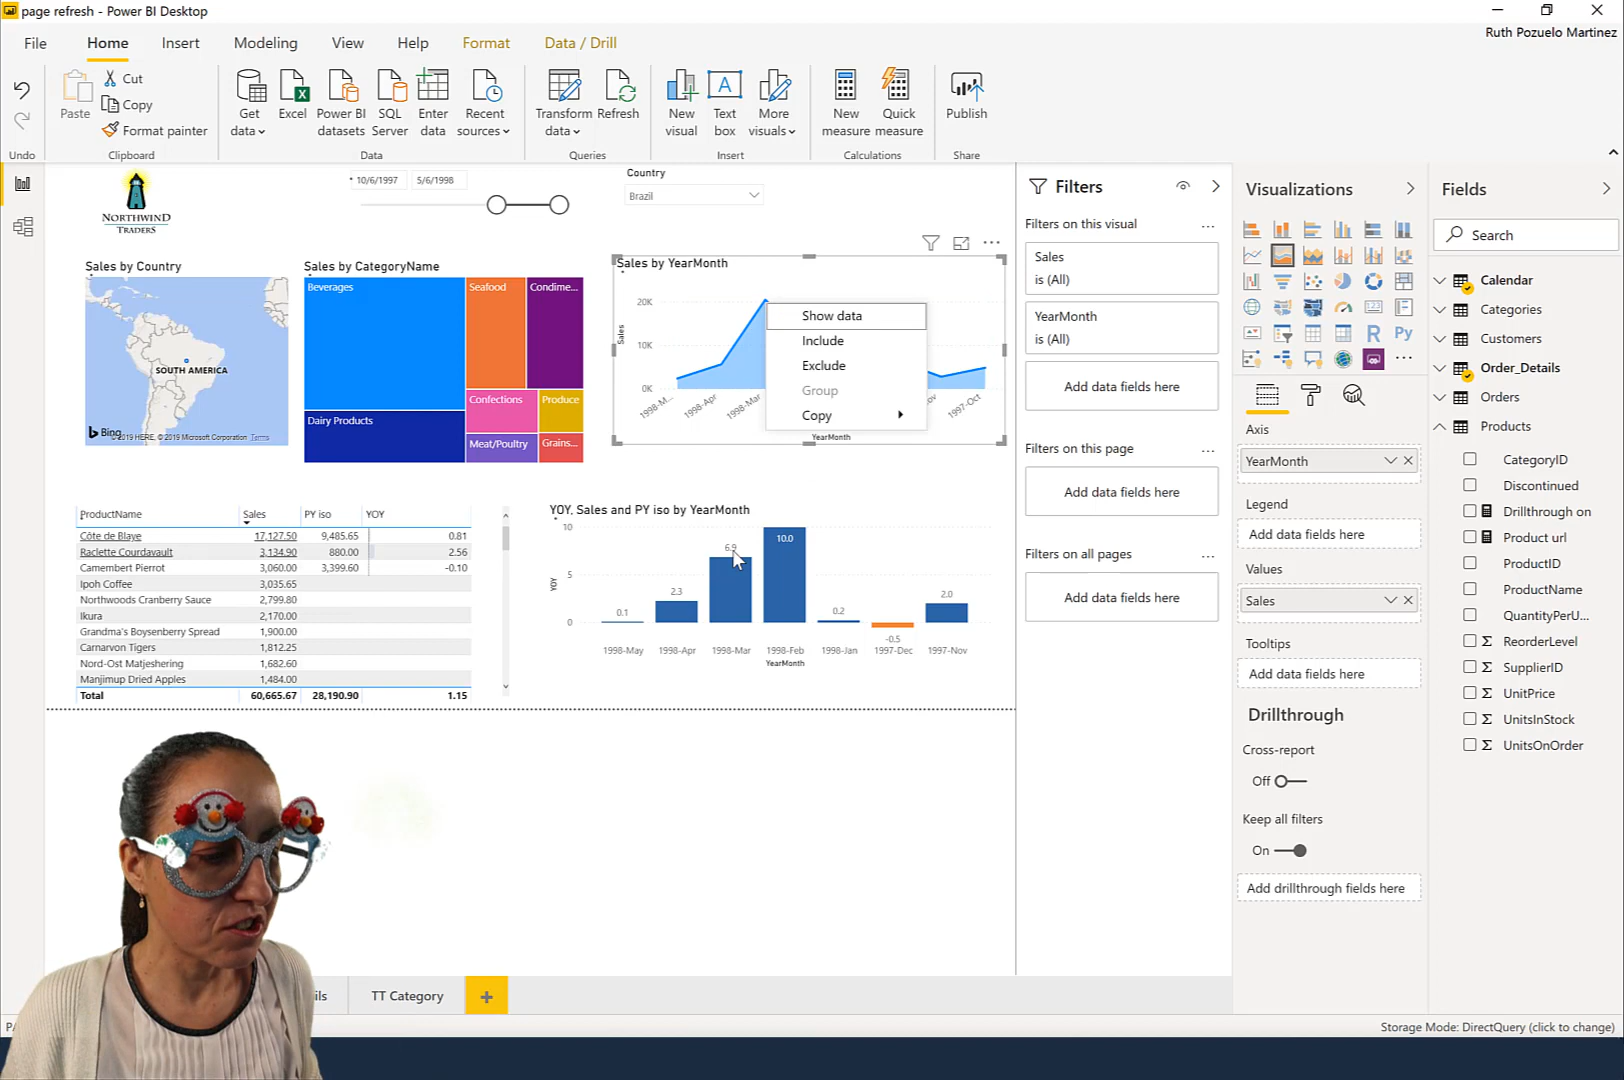 page refresh - Power BI Desktop
Ruth Pozuelo Martinez
File Home Insert Modeling View Help Format Data / Drill
Paste
Cut
Copy
Format painter
Get data
Excel
Power BI datasets
SQL Server
Enter data
Recent sources
Transform data
Refresh
New visual
A
Text box
More visuals
New measure
Quick measure
Publish
Undo Clipboard Data Queries Insert Calculations Share
NORTHWIND
TRADERS
10/6/1997 5/6/1998
Country
Brazil
Sales by Country
SOUTH AMERICA
Bing
© 2019 HERE, © 2019 Microsoft Corporation Terms
Sales by CategoryName
Beverages
Seafood
Condime...
Dairy Products
Confections
Produce
Meat/Poultry
Grains...
Sales by YearMonth
Sales
20K
10K
0K
1998-M...
1998-Apr
1998-Mar
1997-Oct
YearMonth
Show data
Include
Exclude
Group
Copy
ProductName Sales PY iso YOY
Côte de Blaye 17,127.50 9,485.65 0.81
Raclette Courdavault 3,134.90 880.00 2.56
Camembert Pierrot 3,060.00 3,399.60 -0.10
Ipoh Coffee 3,035.65
Northwoods Cranberry Sauce 2,799.80
Ikura 2,170.00
Grandma's Boysenberry Spread 1,900.00
Carnarvon Tigers 1,812.25
Nord-Ost Matjeshering 1,682.60
Manjimup Dried Apples 1,484.00
Total 60,665.67 28,190.90 1.15
YOY, Sales and PY iso by YearMonth
YOY
10
5
0
0.1 2.3 6.9 10.0 0.2 -0.5 2.0
1998-May 1998-Apr 1998-Mar 1998-Feb 1998-Jan 1997-Dec 1997-Nov
YearMonth
Filters
Filters on this visual ...
Sales
is (All)
YearMonth
is (All)
Add data fields here
Filters on this page ...
Add data fields here
Filters on all pages ...
Add data fields here
Visualizations
R Py
...
Axis
YearMonth
Legend
Add data fields here
Values
Sales
Tooltips
Add data fields here
Drillthrough
Cross-report
Off
Keep all filters
On
Add drillthrough fields here
Fields
Search
Calendar
Categories
Customers
Order_Details
Orders
Products
CategoryID
Discontinued
Drillthrough on
Product url
ProductID
ProductName
QuantityPerU...
ReorderLevel
SupplierID
UnitPrice
UnitsInStock
UnitsOnOrder
ils
TT Category
+
Storage Mode: DirectQuery (click to change)